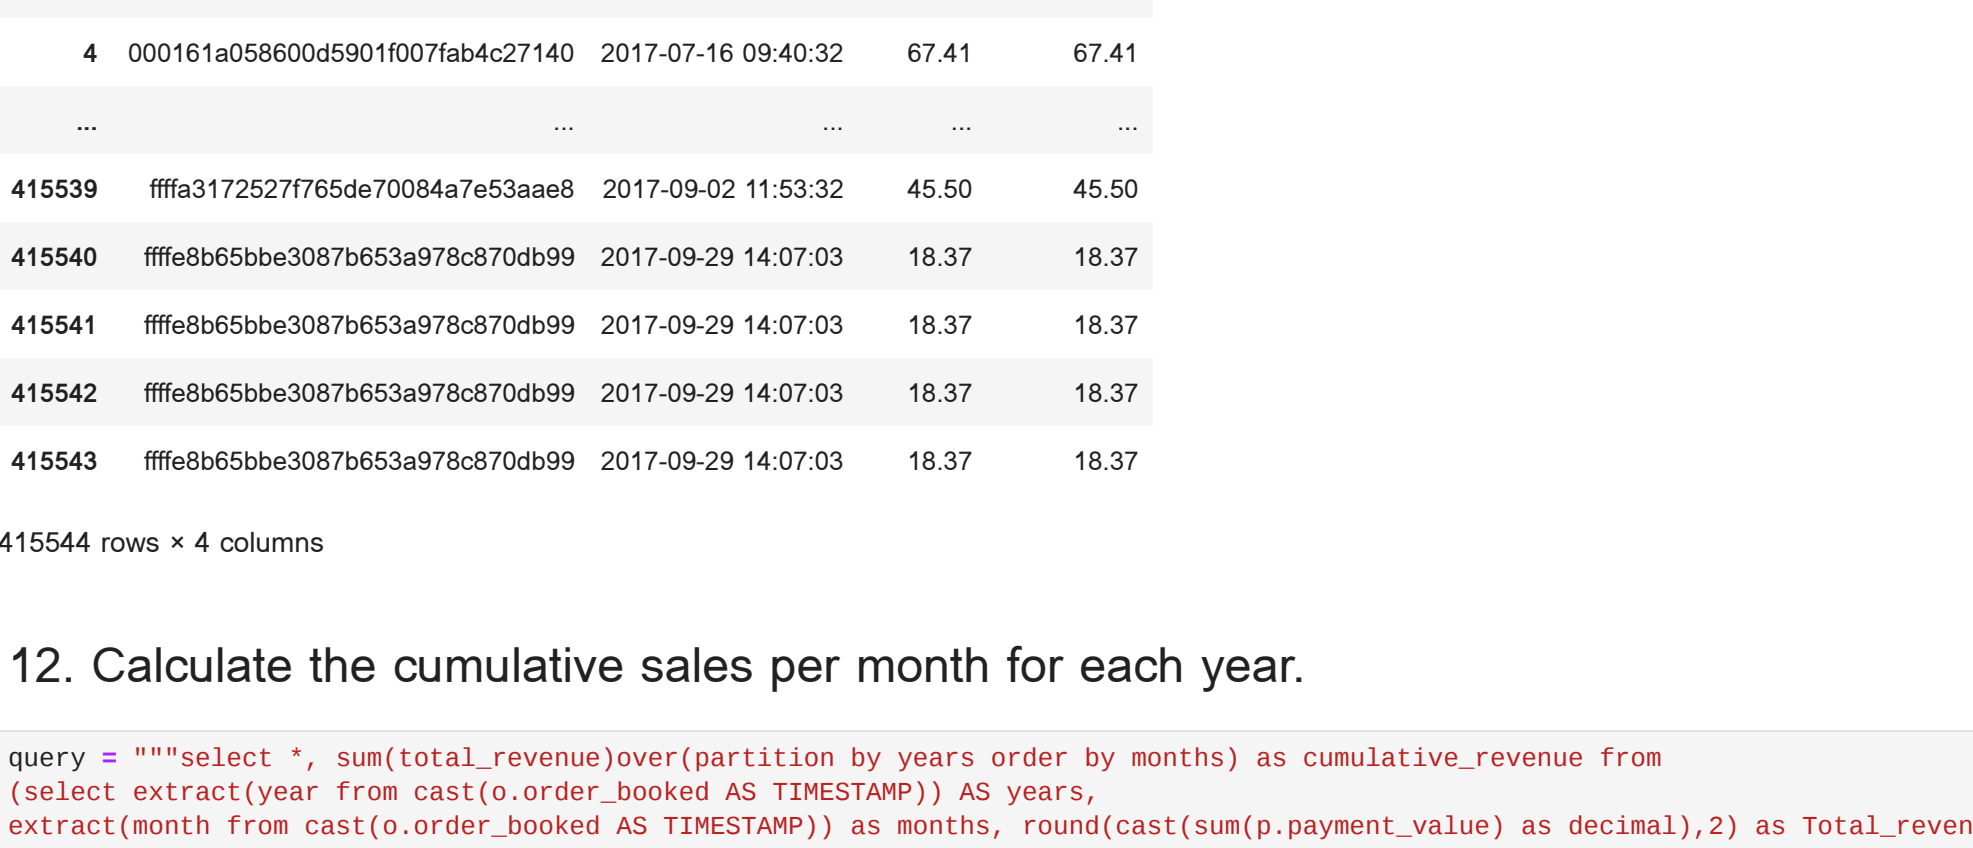 4 000161a058600d5901f007fab4c27140 2017-07-16 09:40:32 67.41 67.41
... ... ... ... ...
415539 ffffa3172527f765de70084a7e53aae8 2017-09-02 11:53:32 45.50 45.50
415540 ffffe8b65bbe3087b653a978c870db99 2017-09-29 14:07:03 18.37 18.37
415541 ffffe8b65bbe3087b653a978c870db99 2017-09-29 14:07:03 18.37 18.37
415542 ffffe8b65bbe3087b653a978c870db99 2017-09-29 14:07:03 18.37 18.37
415543 ffffe8b65bbe3087b653a978c870db99 2017-09-29 14:07:03 18.37 18.37
415544 rows × 4 columns
12. Calculate the cumulative sales per month for each year.
query = """select *, sum(total_revenue)over(partition by years order by months) as cumulative_revenue from
(select extract(year from cast(o.order_booked AS TIMESTAMP)) AS years,
extract(month from cast(o.order_booked AS TIMESTAMP)) as months, round(cast(sum(p.payment_value) as decimal),2) as Total_reven